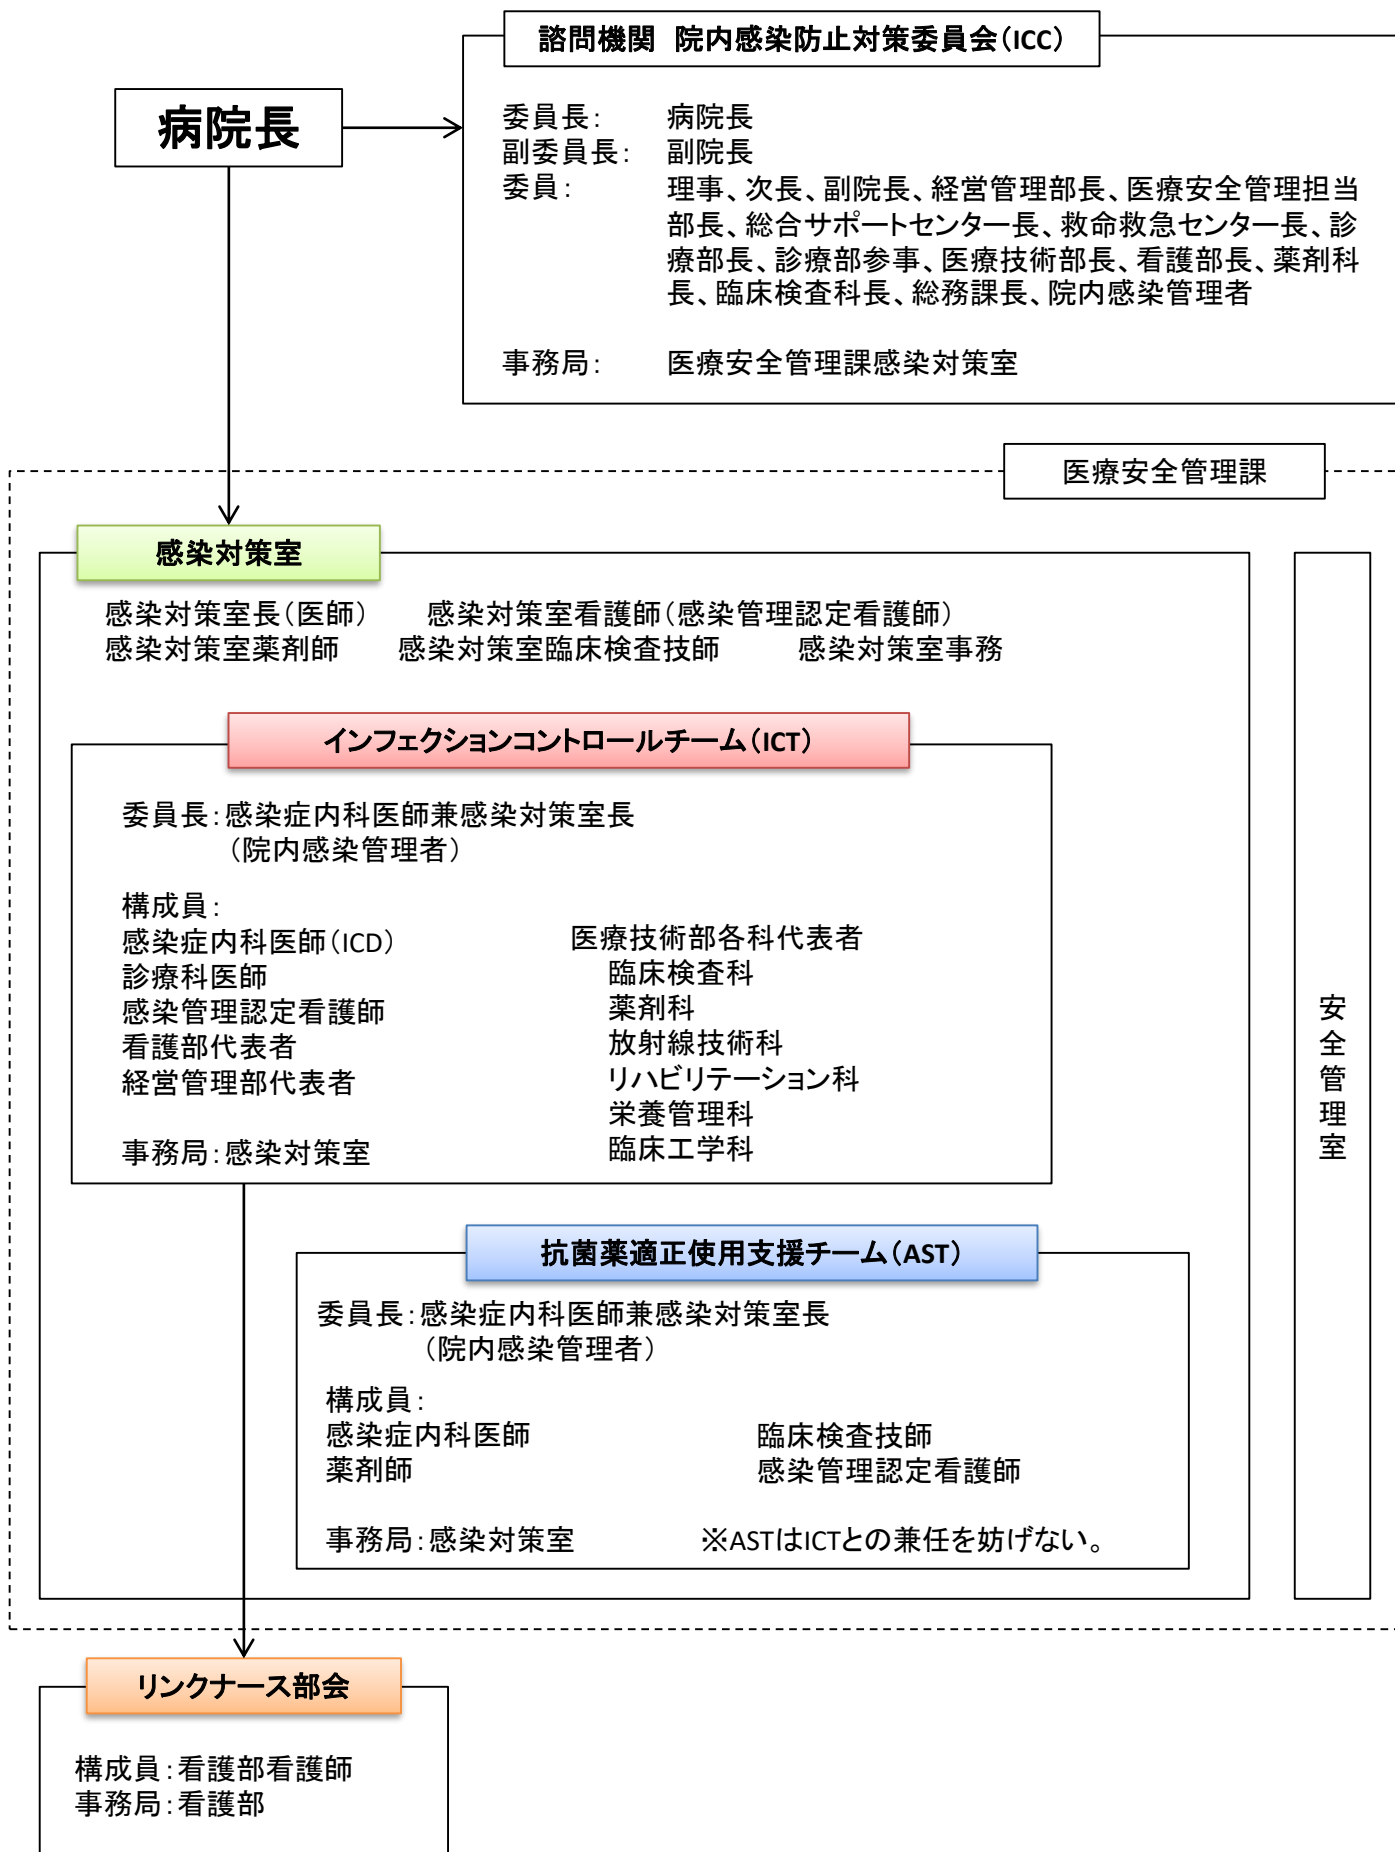 諮問機関 院内感染防止対策委員会(ICC)
病院長
委員長: 病院長
副委員長: 副院長
委員: 理事、次長、副院長、経営管理部長、医療安全管理担当
部長、総合サポートセンター長、救命救急センター長、診
療部長、診療部参事、医療技術部長、看護部長、薬剤科
長、臨床検査科長、総務課長、院内感染管理者
事務局: 医療安全管理課感染対策室
医療安全管理課
感染対策室
感染対策室長(医師) 感染対策室看護師(感染管理認定看護師)
感染対策室薬剤師 感染対策室臨床検査技師 感染対策室事務
インフェクションコントロールチーム(ICT)
委員長:感染症内科医師兼感染対策室長
(院内感染管理者)
構成員:
感染症内科医師(ICD)
診療科医師
感染管理認定看護師
看護部代表者
経営管理部代表者
事務局:感染対策室
医療技術部各科代表者
臨床検査科
薬剤科
放射線技術科
リハビリテーション科
栄養管理科
臨床工学科
安全管理室
抗菌薬適正使用支援チーム(AST)
委員長:感染症内科医師兼感染対策室長
(院内感染管理者)
構成員:
感染症内科医師 臨床検査技師
薬剤師 感染管理認定看護師
事務局:感染対策室 ※ASTはICTとの兼任を妨げない。
リンクナース部会
構成員:看護部看護師
事務局:看護部